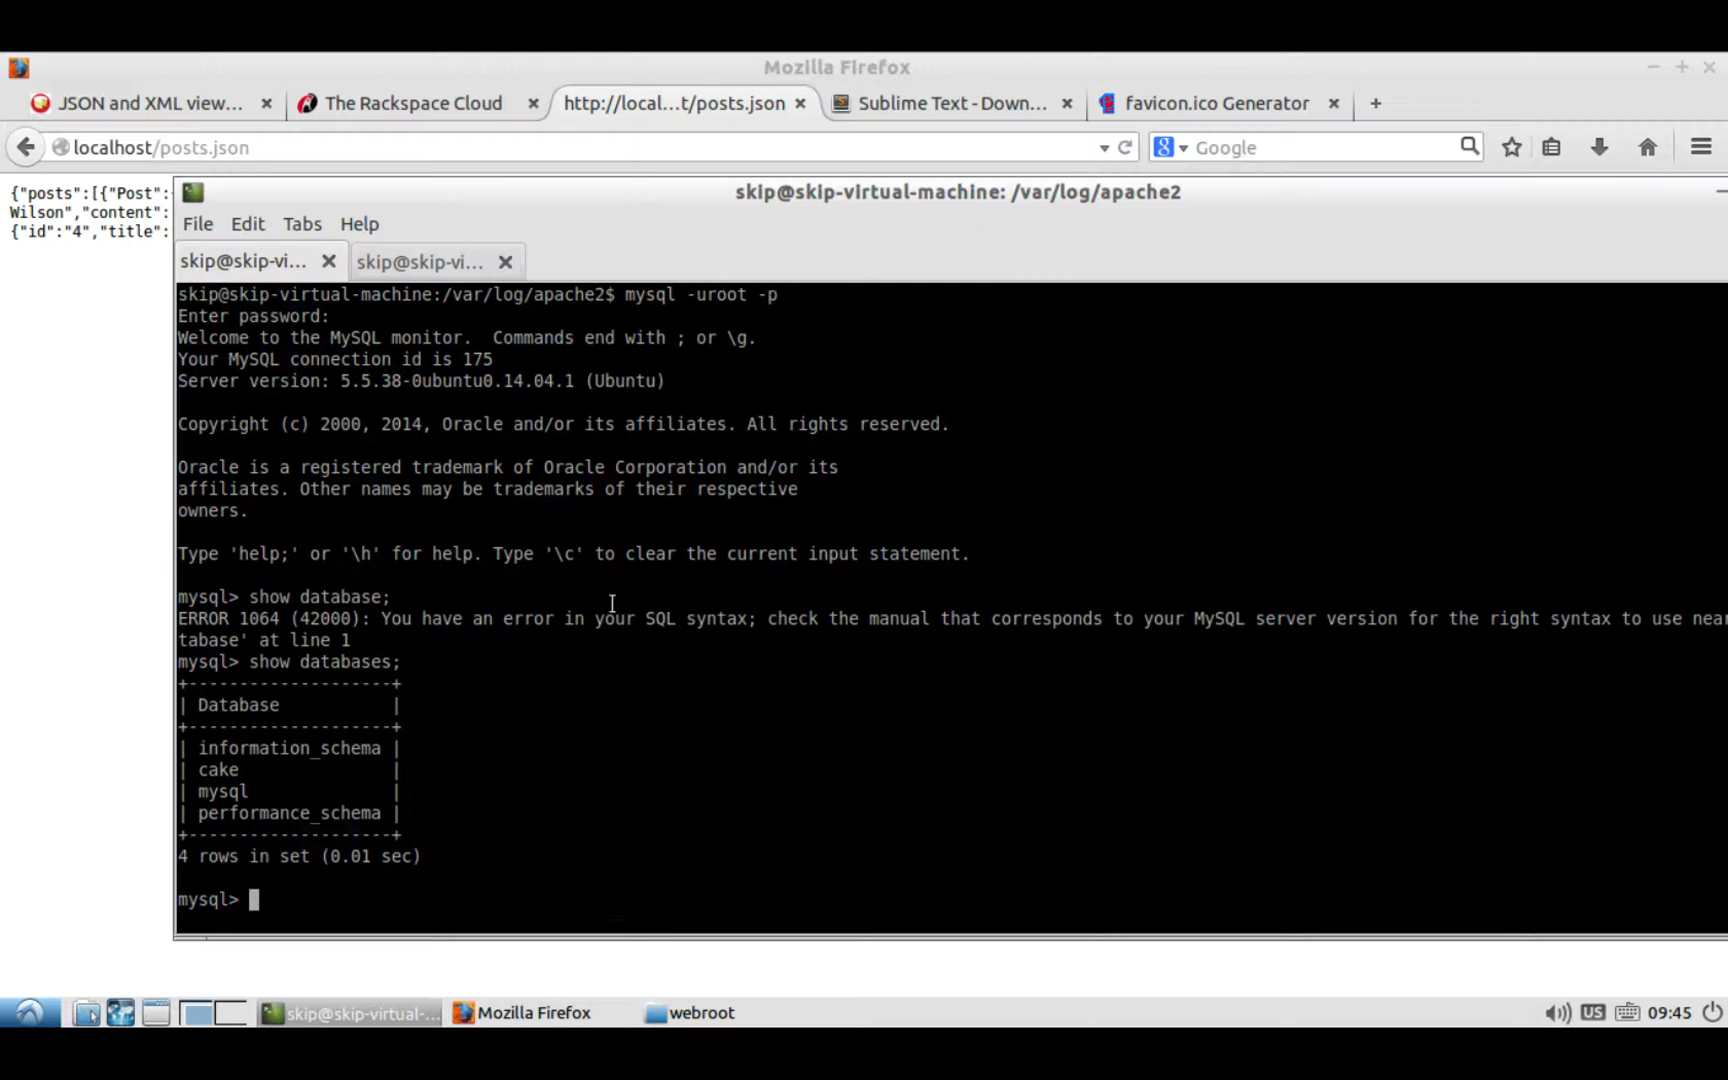 Mozilla Firefox
JSON and XML view...
The Rackspace Cloud
http://local...t/posts.json
Sublime Text - Down...
favicon.ico Generator
localhost/posts.json
Google
{"posts":[{"Post":
Wilson","content":
{"id":"4","title":
skip@skip-virtual-machine: /var/log/apache2
File Edit Tabs Help
skip@skip-vi...
skip@skip-vi...
skip@skip-virtual-machine:/var/log/apache2$ mysql -uroot -p
Enter password:
Welcome to the MySQL monitor.  Commands end with ; or \g.
Your MySQL connection id is 175
Server version: 5.5.38-0ubuntu0.14.04.1 (Ubuntu)
Copyright (c) 2000, 2014, Oracle and/or its affiliates. All rights reserved.
Oracle is a registered trademark of Oracle Corporation and/or its
affiliates. Other names may be trademarks of their respective
owners.
Type 'help;' or '\h' for help. Type '\c' to clear the current input statement.
mysql> show database;
ERROR 1064 (42000): You have an error in your SQL syntax; check the manual that corresponds to your MySQL server version for the right syntax to use near
tabase' at line 1
mysql> show databases;
+--------------------+
| Database           |
+--------------------+
| information_schema |
| cake               |
| mysql              |
| performance_schema |
+--------------------+
4 rows in set (0.01 sec)
mysql>
skip@skip-virtual-...
Mozilla Firefox
webroot
US
09:45